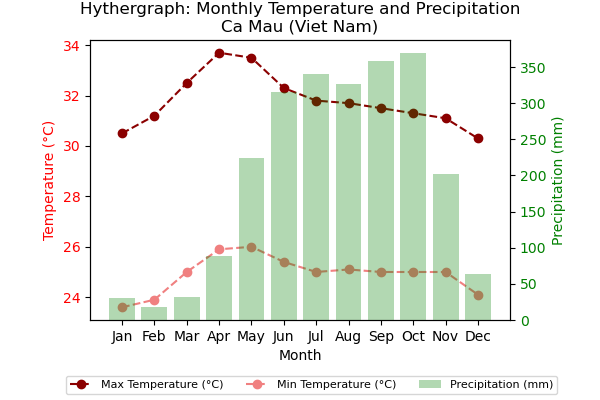 Hythergraph: Monthly Temperature and Precipitation
Ca Mau (Viet Nam)
34
32
30
28
26
24
Temperature (°C)
350
300
250
200
150
100
50
0
Precipitation (mm)
Jan Feb Mar Apr May Jun Jul Aug Sep Oct Nov Dec
Month
Max Temperature (°C) Min Temperature (°C) Precipitation (mm)